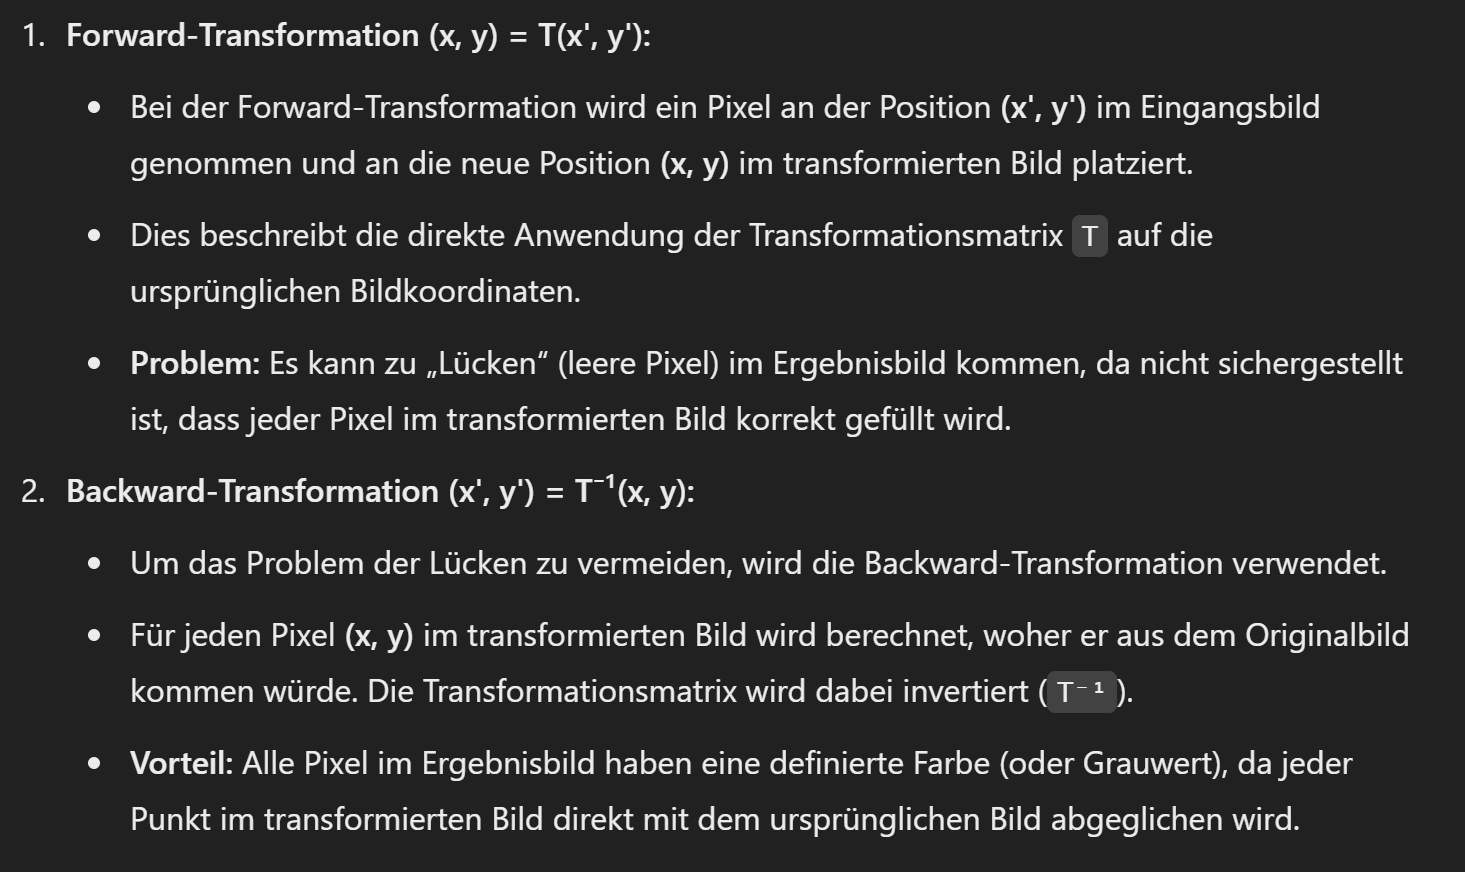 1. Forward-Transformation (x, y) = T(x', y'):
• Bei der Forward-Transformation wird ein Pixel an der Position (x', y') im Eingangsbild
genommen und an die neue Position (x, y) im transformierten Bild platziert.
• Dies beschreibt die direkte Anwendung der Transformationsmatrix T auf die
ursprünglichen Bildkoordinaten.
• Problem: Es kann zu „Lücken“ (leere Pixel) im Ergebnisbild kommen, da nicht sichergestellt
ist, dass jeder Pixel im transformierten Bild korrekt gefüllt wird.
2. Backward-Transformation (x', y') = T⁻¹(x, y):
• Um das Problem der Lücken zu vermeiden, wird die Backward-Transformation verwendet.
• Für jeden Pixel (x, y) im transformierten Bild wird berechnet, woher er aus dem Originalbild
kommen würde. Die Transformationsmatrix wird dabei invertiert (T⁻¹).
• Vorteil: Alle Pixel im Ergebnisbild haben eine definierte Farbe (oder Grauwert), da jeder
Punkt im transformierten Bild direkt mit dem ursprünglichen Bild abgeglichen wird.